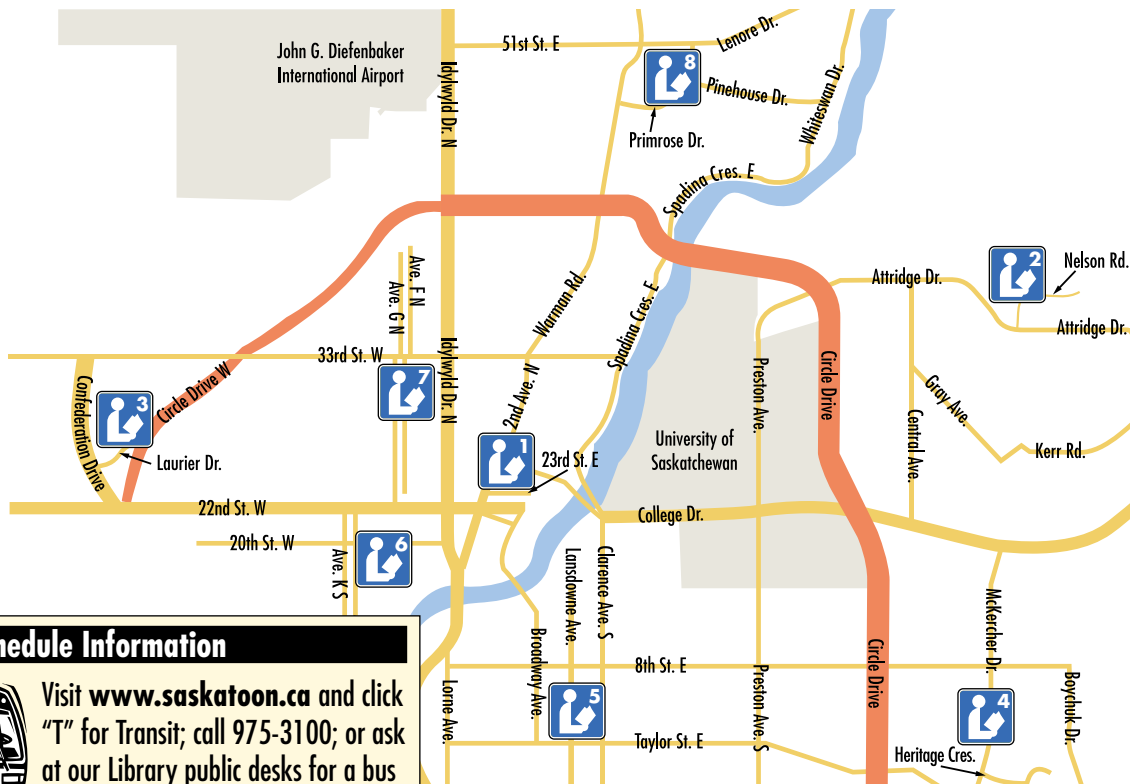 51st St. E
Lenore Dr.
John G. Diefenbaker
International Airport
Idylwyld Dr. N
8
Pinehouse Dr.
Whiteswan Dr.
Primrose Dr.
Spadina Cres. E
2
Nelson Rd.
Attridge Dr.
Attridge Dr.
Ave. F N
Ave. G N
Warman Rd.
Spadina Cres. E
33rd St. W
Idylwyld Dr. N
Preston Ave.
Circle Drive
Confederation Drive
3
Circle Drive W
7
2nd Ave. N
Gray Ave.
Central Ave.
Laurier Dr.
1
23rd St. E
University of
Saskatchewan
Kerr Rd.
22nd St. W
College Dr.
20th St. W
Ave. K S
6
Lansdowne Ave.
Clarence Ave. S
McKercher Dr.
Broadway Ave.
8th St. E
Circle Drive
Lorne Ave.
5
Preston Ave. S
4
Boychuk Dr.
Taylor St. E
Heritage Cres.
hedule Information
Visit www.saskatoon.ca and click
“T” for Transit; call 975-3100; or ask
at our Library public desks for a bus